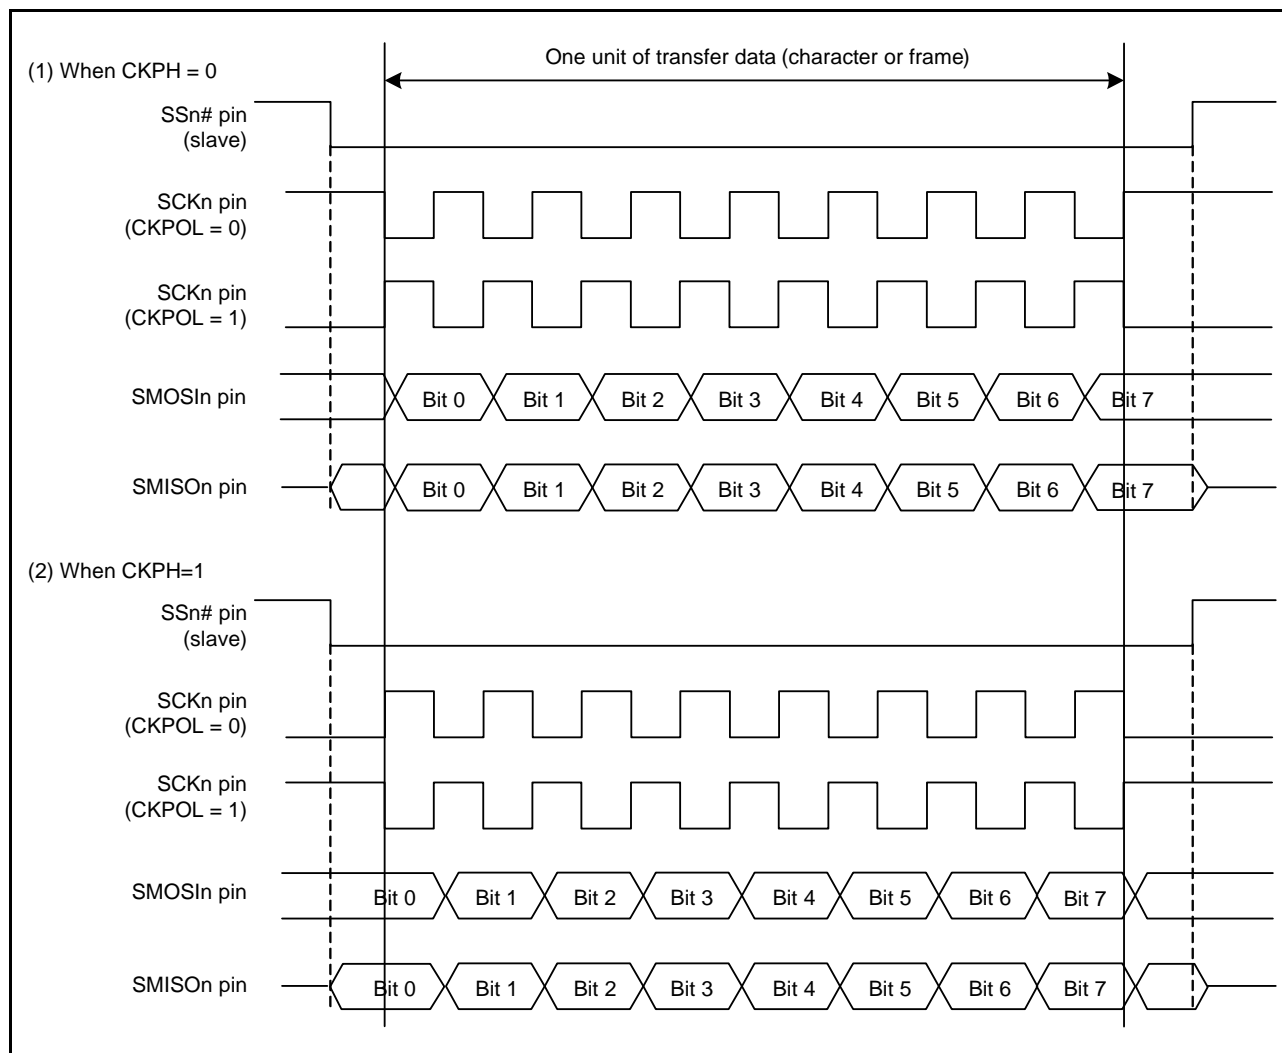 One unit of transfer data (character or frame)
(1) When CKPH = 0
SSn# pin
(slave)
SCKn pin
(CKPOL = 0)
SCKn pin
(CKPOL = 1)
SMOSIn pin
Bit 0 Bit 1 Bit 2 Bit 3 Bit 4 Bit 5 Bit 6 Bit 7
SMISOn pin
Bit 0 Bit 1 Bit 2 Bit 3 Bit 4 Bit 5 Bit 6 Bit 7
(2) When CKPH=1
SSn# pin
(slave)
SCKn pin
(CKPOL = 0)
SCKn pin
(CKPOL = 1)
SMOSIn pin
Bit 0 Bit 1 Bit 2 Bit 3 Bit 4 Bit 5 Bit 6 Bit 7
SMISOn pin
Bit 0 Bit 1 Bit 2 Bit 3 Bit 4 Bit 5 Bit 6 Bit 7